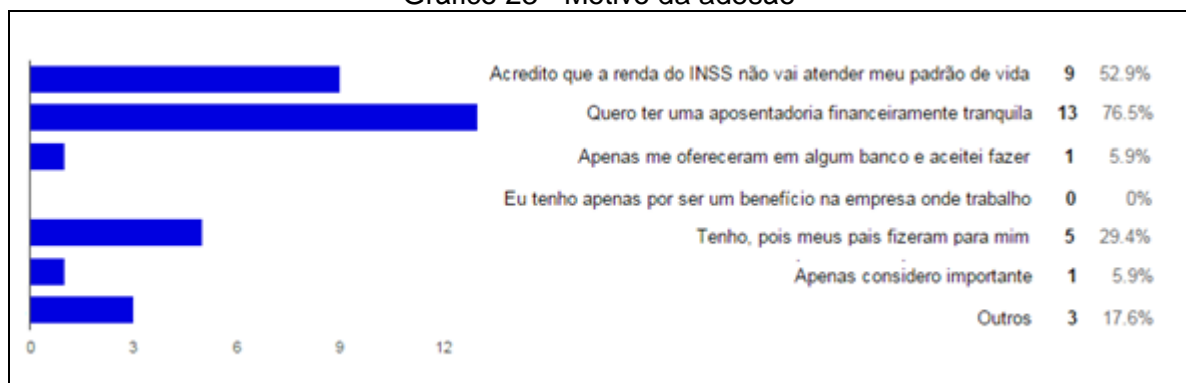 Acredito que a renda do INSS não vai atender meu padrão de vida 9 52.9%
Quero ter uma aposentadoria financeiramente tranquila 13 76.5%
Apenas me ofereceram em algum banco e aceitei fazer 1 5.9%
Eu tenho apenas por ser um benefício na empresa onde trabalho 0 0%
Tenho, pois meus pais fizeram para mim 5 29.4%
Apenas considero importante 1 5.9%
Outros 3 17.6%
0 3 6 9 12